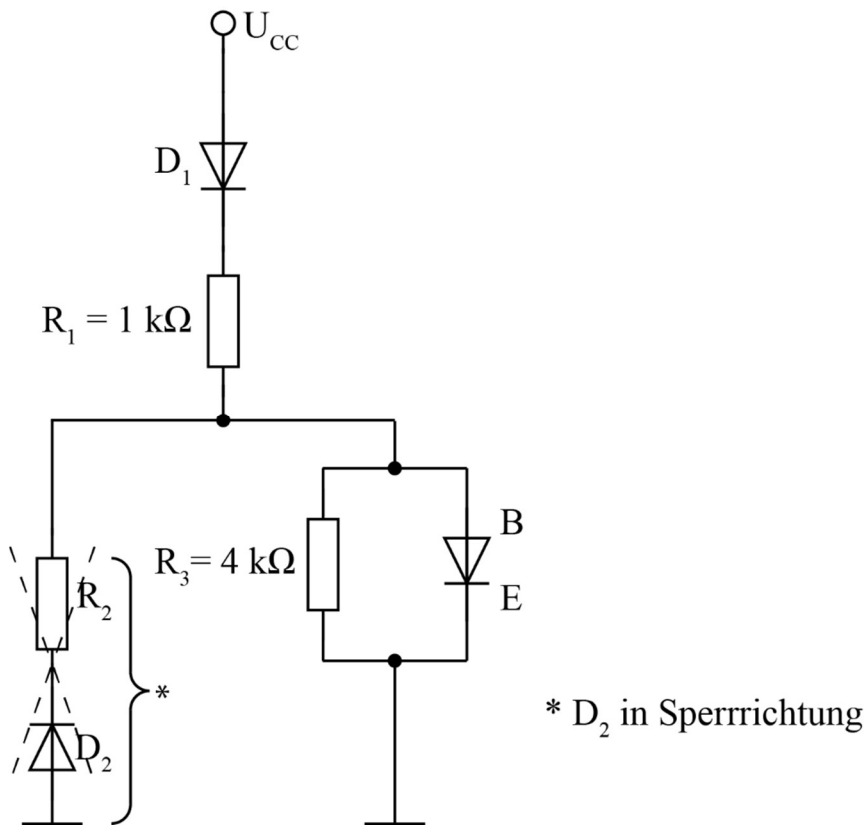 U_CC
D_1
R_1 = 1 kΩ
B
R_3= 4 kΩ
E
R_2
*
D_2
* D_2 in Sperrrichtung